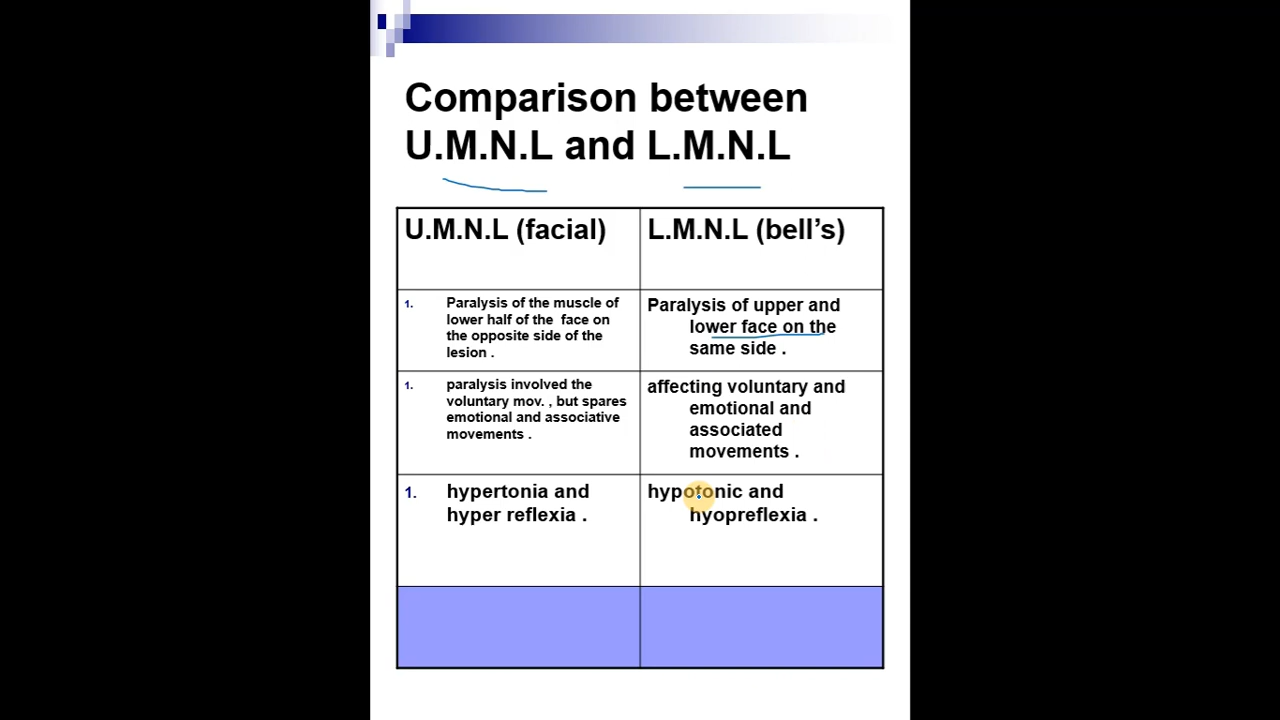 Comparison between
U.M.N.L and L.M.N.L
U.M.N.L (facial)
L.M.N.L (bell’s)
1. Paralysis of the muscle of
lower half of the face on
the opposite side of the
lesion .
Paralysis of upper and
lower face on the
same side .
1. paralysis involved the
voluntary mov. , but spares
emotional and associative
movements .
affecting voluntary and
emotional and
associated
movements .
1. hypertonia and
hyper reflexia .
hypotonic and
hyopreflexia .